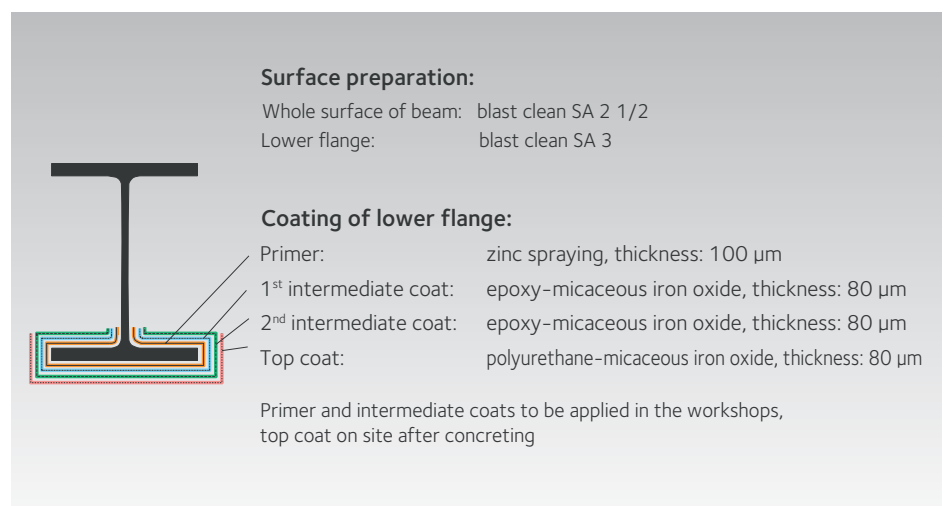 Surface preparation:
Whole surface of beam: blast clean SA 2 1/2
Lower flange: blast clean SA 3
Coating of lower flange:
Primer: zinc spraying, thickness: 100 µm
1st intermediate coat: epoxy-micaceous iron oxide, thickness: 80 µm
2nd intermediate coat: epoxy-micaceous iron oxide, thickness: 80 µm
Top coat: polyurethane-micaceous iron oxide, thickness: 80 µm
Primer and intermediate coats to be applied in the workshops,
top coat on site after concreting